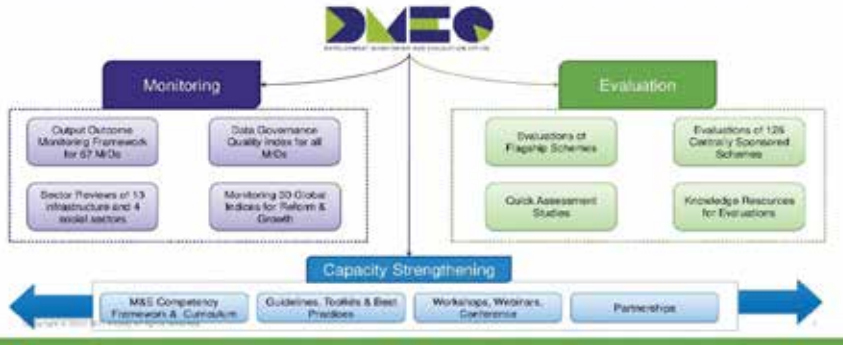 DMEO
DEVELOPMENT MONITORING AND EVALUATION OFFICE
Monitoring
Evaluation
Output Outcome
Monitoring Framework
for 67 M/Ds
Data Governance
Quality Index for all
M/Ds
Sector Reviews of 13
infrastructure and 4
social sectors
Monitoring 30 Global
Indices for Reform &
Growth
Evaluations of
Flagship Schemes
Evaluations of 126
Centrally Sponsored
Schemes
Quick Assessment
Studies
Knowledge Resources
for Evaluations
Capacity Strengthening
M&E Competency
Framework & Curriculum
Guidelines, Toolkits & Best
Practices
Workshops, Webinars,
Conference
Partnerships